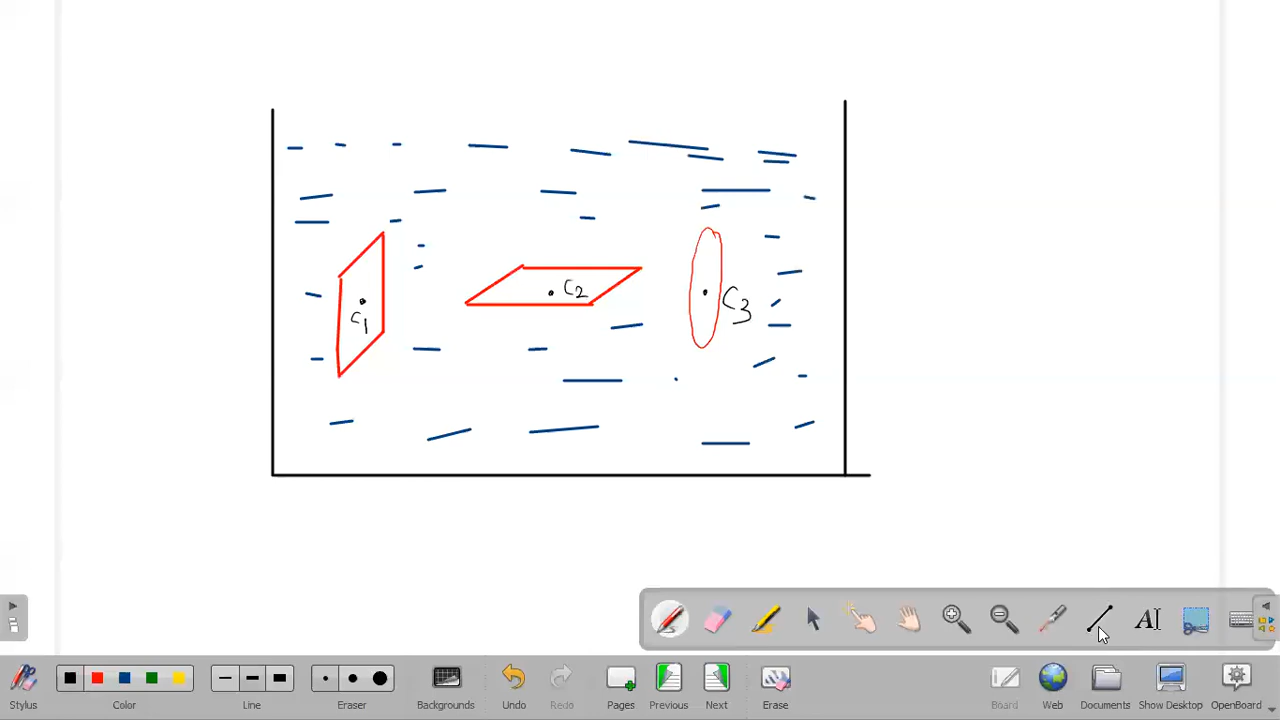 C1
C2
C3
AI
Stylus
Color
Line
Eraser
Backgrounds
Undo
Redo
Pages
Previous
Next
Erase
Board
Web
Documents
Show Desktop
OpenBoard